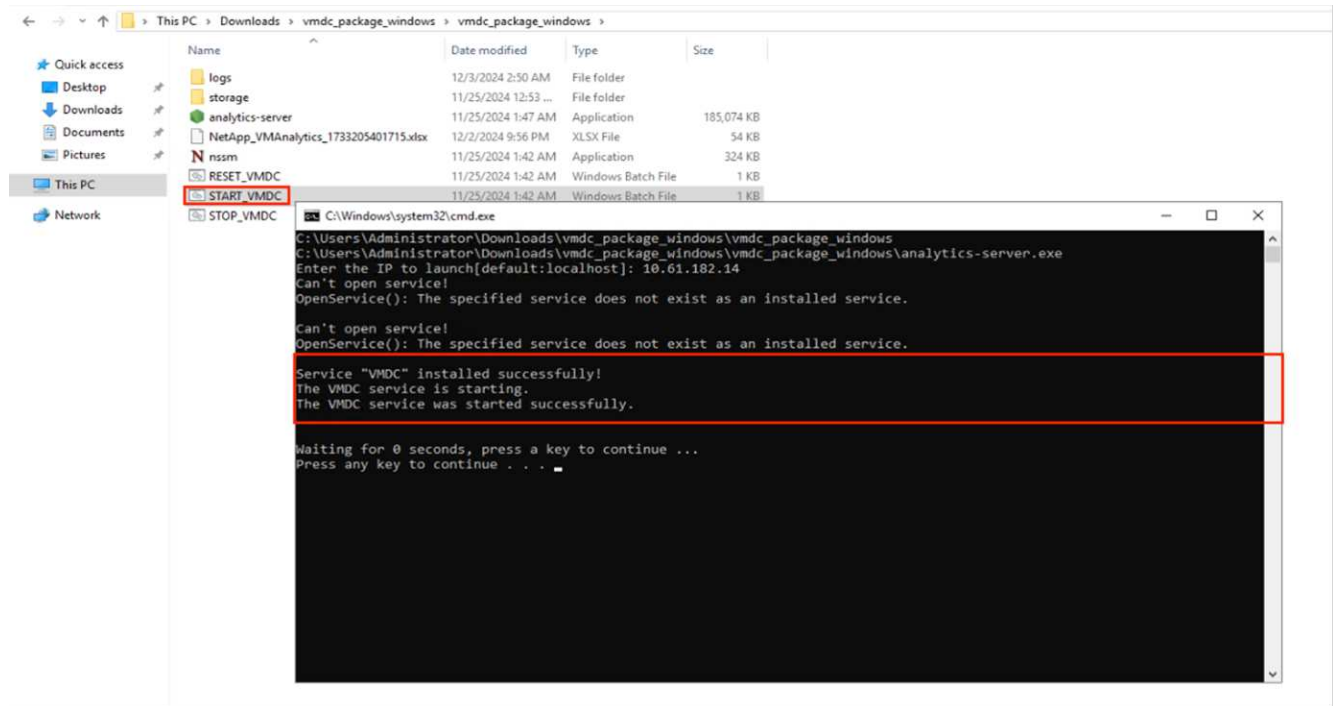 This PC > Downloads > vmdc_package_windows > vmdc_package_windows >
Name Date modified Type Size
Quick access
Desktop
Downloads
Documents
Pictures
This PC
Network
logs 12/3/2024 2:50 AM File folder
storage 11/25/2024 12:53 ... File folder
analytics-server 11/25/2024 1:47 AM Application 185,074 KB
NetApp_VMAnalytics_1733205401715.xlsx 12/2/2024 9:56 PM XLSX File 54 KB
nssm 11/25/2024 1:42 AM Application 324 KB
RESET_VMDC 11/25/2024 1:42 AM Windows Batch File 1 KB
START_VMDC 11/25/2024 1:42 AM Windows Batch File 1 KB
STOP_VMDC
C:\Windows\system32\cmd.exe
C:\Users\Administrator\Downloads\vmdc_package_windows\vmdc_package_windows
C:\Users\Administrator\Downloads\vmdc_package_windows\vmdc_package_windows\analytics-server.exe
Enter the IP to launch[default:localhost]: 10.61.182.14
Can't open service!
OpenService(): The specified service does not exist as an installed service.
Can't open service!
OpenService(): The specified service does not exist as an installed service.
Service "VMDC" installed successfully!
The VMDC service is starting.
The VMDC service was started successfully.
Waiting for 0 seconds, press a key to continue ...
Press any key to continue . . .